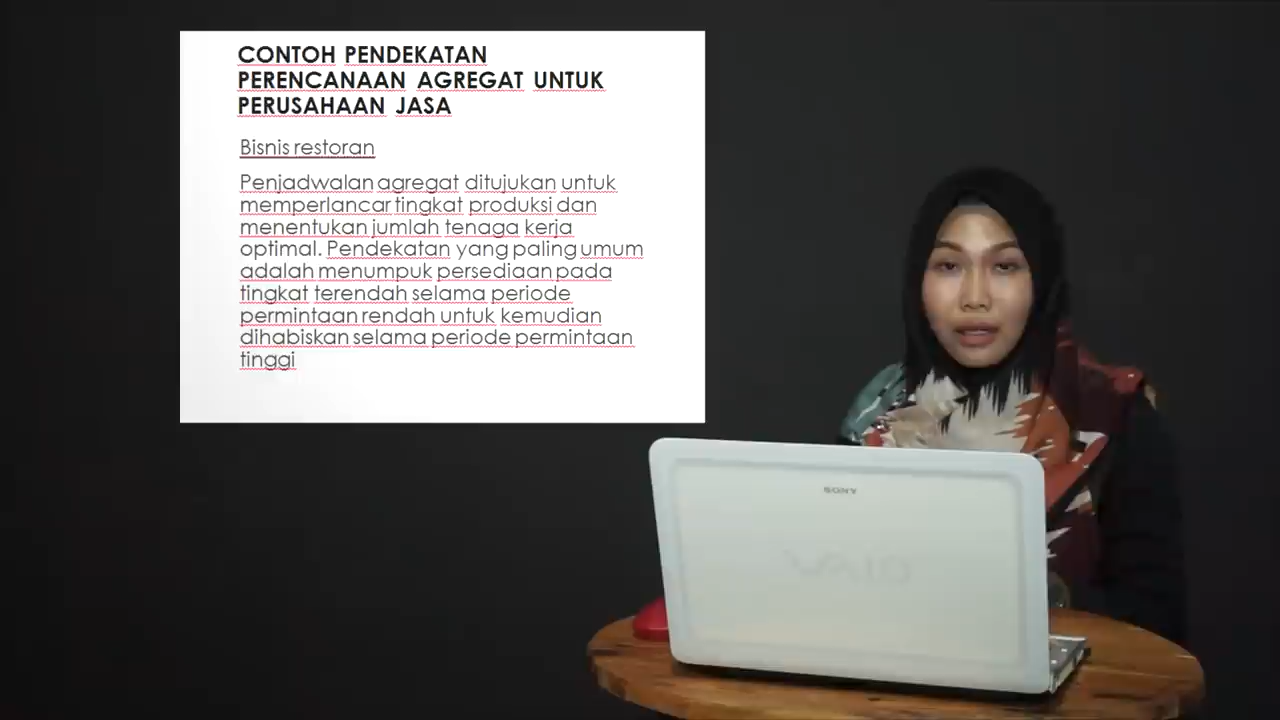 CONTOH PENDEKATAN
PERENCANAAN AGREGAT UNTUK
PERUSAHAAN JASA
Bisnis restoran
Penjadwalan agregat ditujukan untuk
memperlancar tingkat produksi dan
menentukan jumlah tenaga kerja
optimal. Pendekatan yang paling umum
adalah menumpuk persediaan pada
tingkat terendah selama periode
permintaan rendah untuk kemudian
dihabiskan selama periode permintaan
tinggi
SONY
VAIO